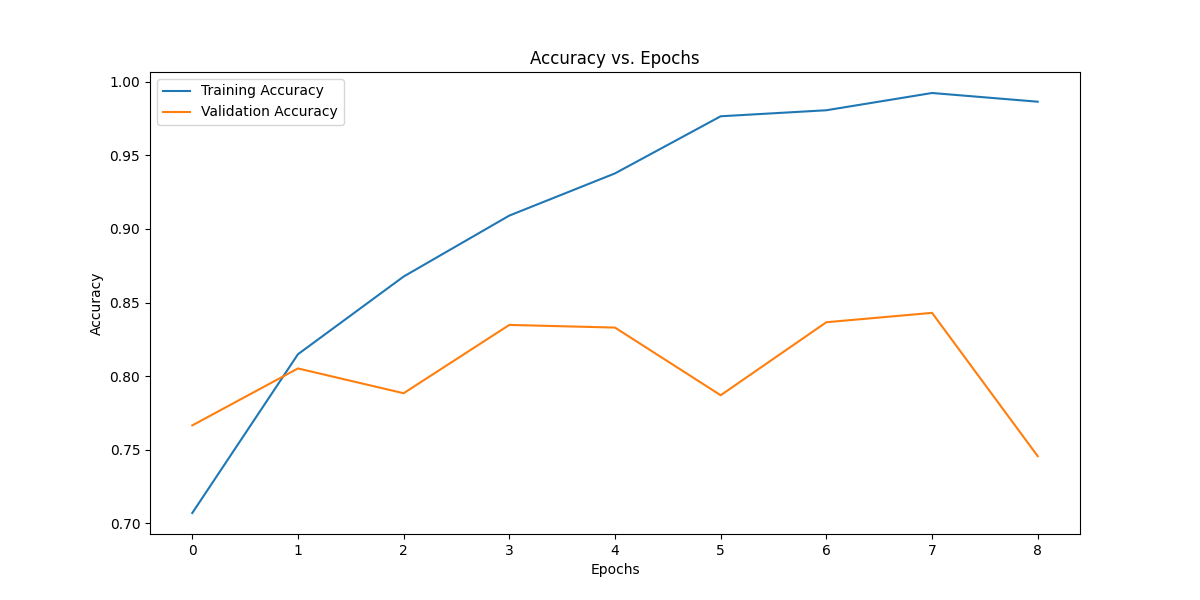 Accuracy vs. Epochs
Training Accuracy
Validation Accuracy
1.00
0.95
0.90
0.85
0.80
0.75
0.70
Accuracy
0 1 2 3 4 5 6 7 8
Epochs